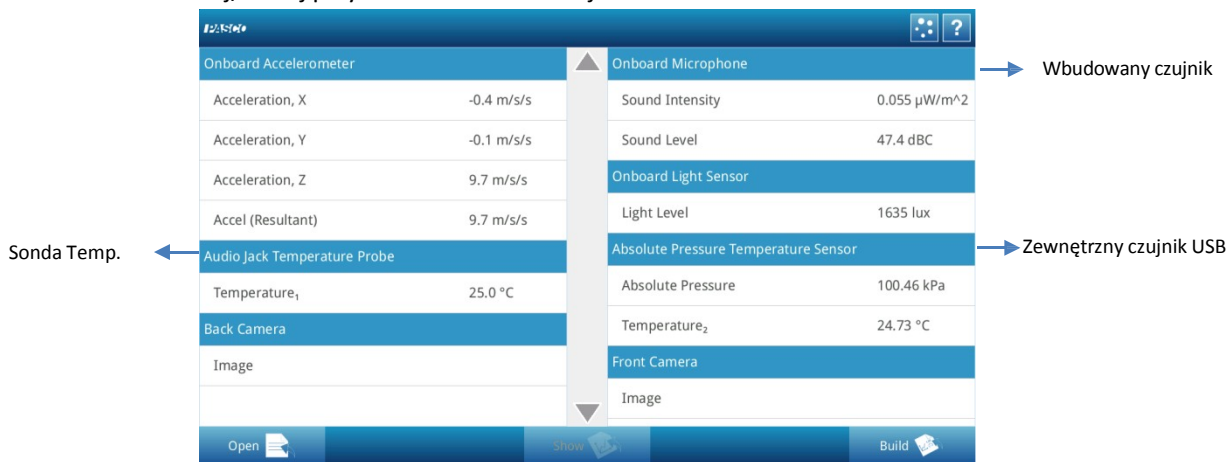 PASCO
?
Onboard Accelerometer
Acceleration, X -0.4 m/s/s
Acceleration, Y -0.1 m/s/s
Acceleration, Z 9.7 m/s/s
Accel (Resultant) 9.7 m/s/s
Sonda Temp.
Audio Jack Temperature Probe
Temperature₁ 25.0 °C
Back Camera
Image
Onboard Microphone
Wbudowany czujnik
Sound Intensity 0.055 µW/m^2
Sound Level 47.4 dBC
Onboard Light Sensor
Light Level 1635 lux
Absolute Pressure Temperature Sensor
Zewnętrzny czujnik USB
Absolute Pressure 100.46 kPa
Temperature₂ 24.73 °C
Front Camera
Image
Open
Show
Build